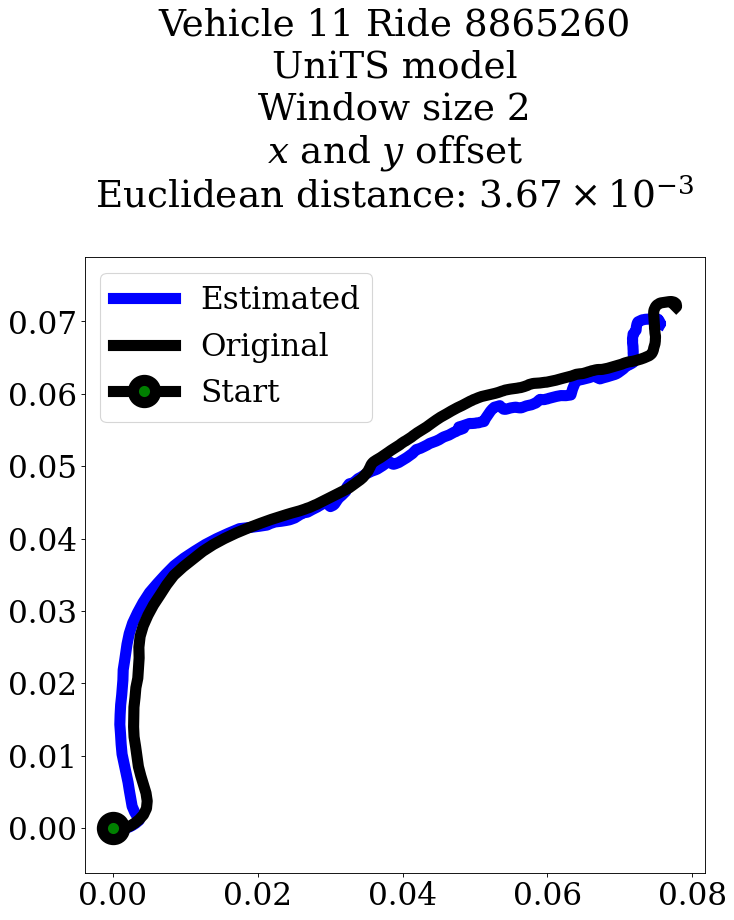 Vehicle 11 Ride 8865260
UniTS model
Window size 2
x and y offset
Euclidean distance: 3.67 × 10⁻³
Estimated
Original
Start
0.07
0.06
0.05
0.04
0.03
0.02
0.01
0.00
0.00 0.02 0.04 0.06 0.08